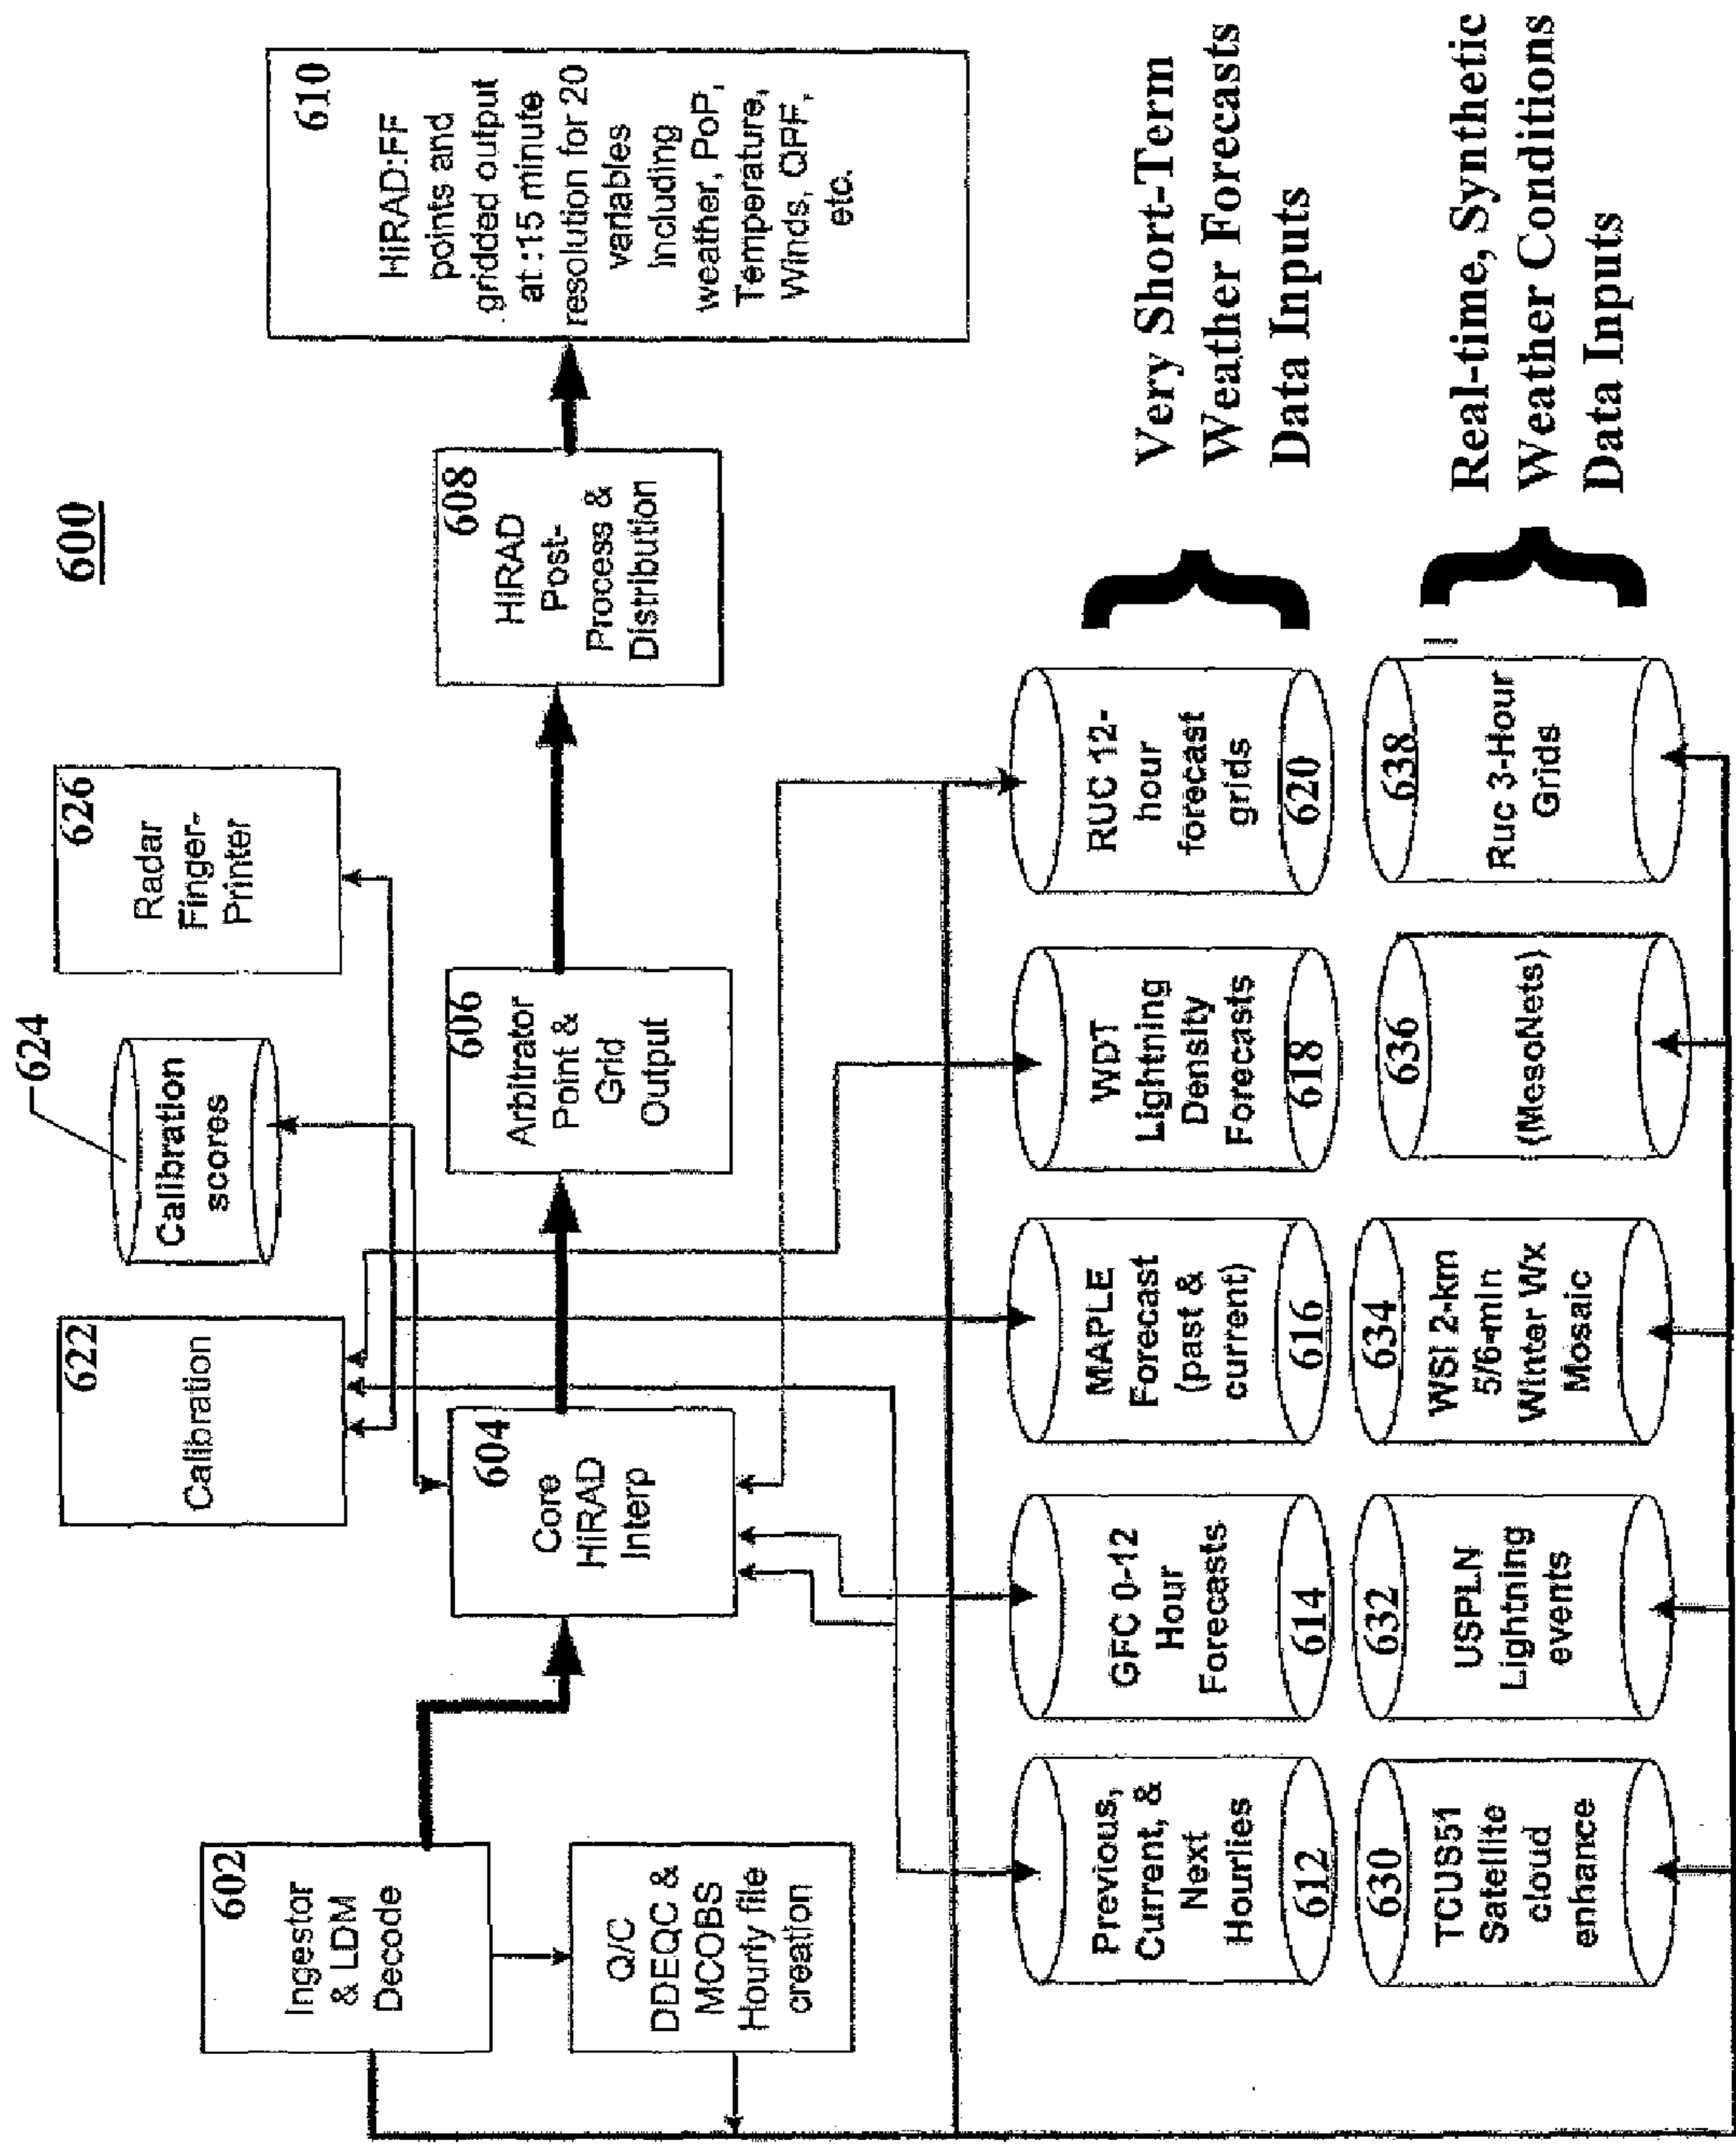 600
602
Ingestor
& LDM
Decode
Q/C
DDEQC &
MCOBS
Hourly file
creation
622
Calibration
624
Calibration
scores
626
Radar
Finger-
Printer
604
Core
HiRAD
Interp
606
Arbitrator
Point &
Grid
Output
608
HiRAD
Post-
Process &
Distribution
610
HiRAD:FF
points and
gridded output
at :15 minute
resolution for 20
variables
including
weather, PoP,
Temperature,
Winds, QPF,
etc.
Previous,
Current, &
Next
Hourlies
612
GFC 0-12
Hour
Forecasts
614
MAPLE
Forecast
(past &
current)
616
WDT
Lightning
Density
Forecasts
618
RUC 12-
hour
forecast
grids
620
Very Short-Term
Weather Forecasts
Data Inputs
630
TCUS51
Satellite
cloud
enhance
632
USPLN
Lightning
events
634
WSI 2-km
5/6-min
Winter Wx
Mosaic
636
(MesoNets)
638
Ruc 3-Hour
Grids
Real-time, Synthetic
Weather Conditions
Data Inputs